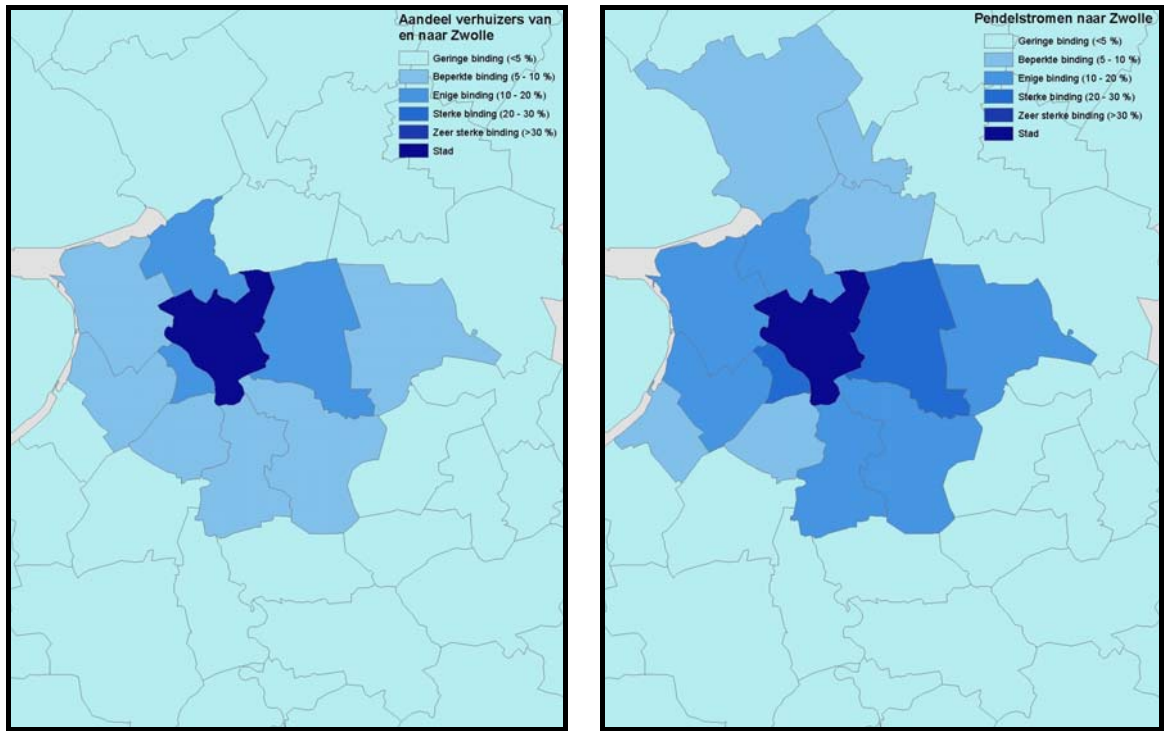 Aandeel verhuizers van
en naar Zwolle
Geringe binding (<5 %)
Beperkte binding (5 - 10 %)
Enige binding (10 - 20 %)
Sterke binding (20 - 30 %)
Zeer sterke binding (>30 %)
Stad
Pendelstromen naar Zwolle
Geringe binding (<5 %)
Beperkte binding (5 - 10 %)
Enige binding (10 - 20 %)
Sterke binding (20 - 30 %)
Zeer sterke binding (>30 %)
Stad